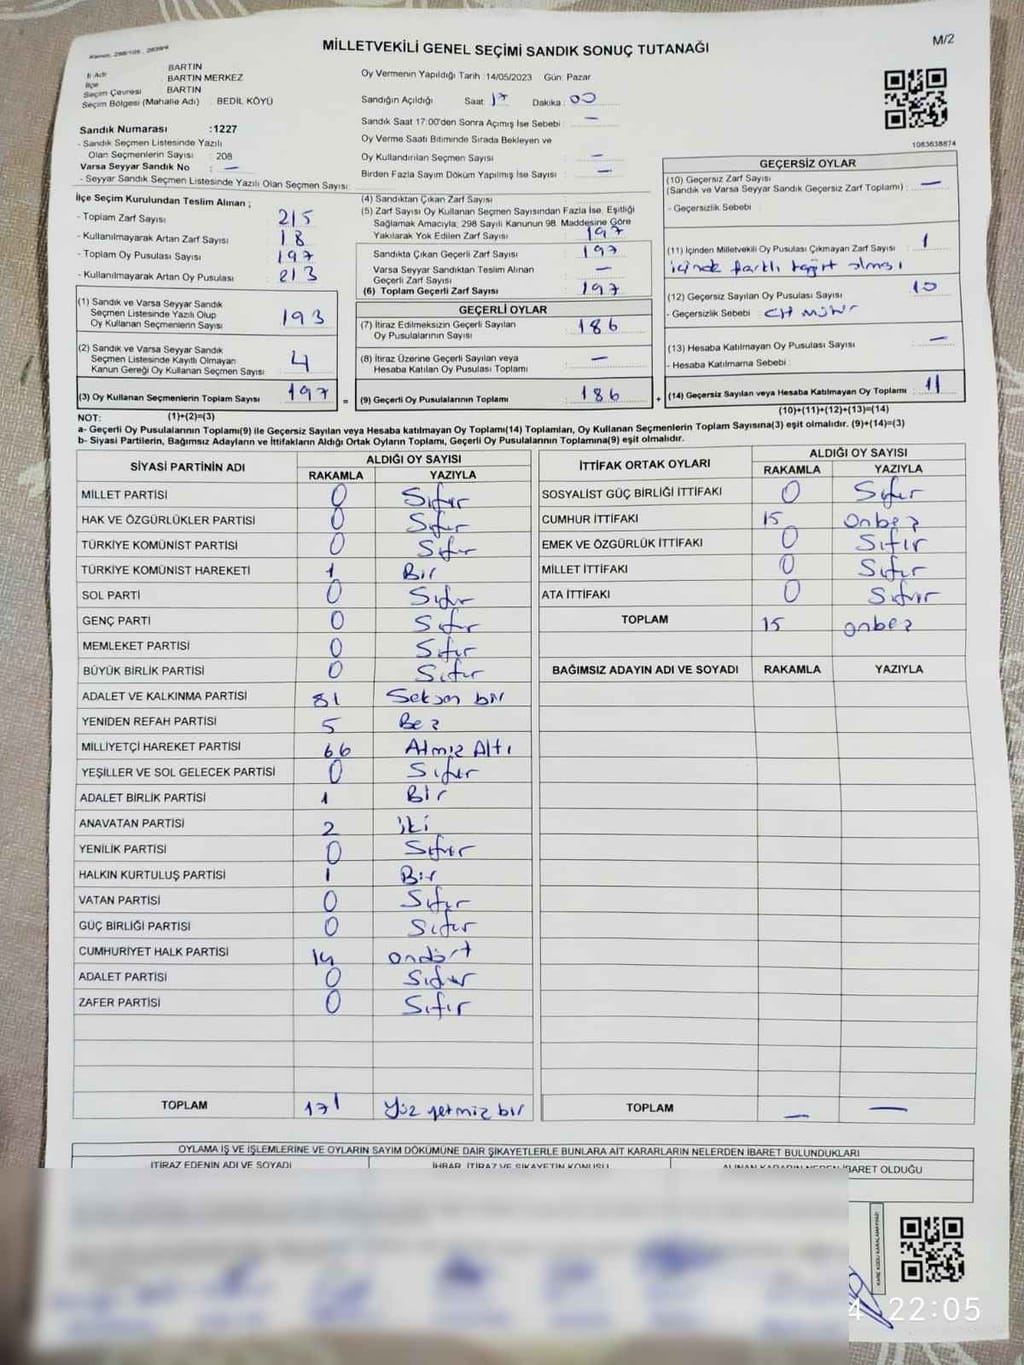 MİLLETVEKİLİ GENEL SEÇİMİ SANDIK SONUÇ TUTANAĞI
M/2
İl Adı BARTIN
İlçe BARTIN MERKEZ
Seçim Çevresi BARTIN
Seçim Bölgesi (Mahalle Adı) : BEDİL KÖYÜ
Oy Vermenin Yapıldığı Tarih :14/05/2023 Gün: Pazar
Sandığın Açıldığı Saat: 17 Dakika : 00
Sandık Saat 17:00'den Sonra Açımış İse Sebebi : —
Oy Verme Saati Bitiminde Sırada Bekleyen ve
Oy Kullandırılan Seçmen Sayısı : —
Birden Fazla Sayım Döküm Yapılmış İse Sayısı : —
1063638874
Sandık Numarası :1227
- Sandık Seçmen Listesinde Yazılı
Olan Seçmenlerin Sayısı : 208
Varsa Seyyar Sandık No : —
- Seyyar Sandık Seçmen Listesinde Yazılı Olan Seçmen Sayısı:
İlçe Seçim Kurulundan Teslim Alınan ;
- Toplam Zarf Sayısı : 215
- Kullanılmayarak Artan Zarf Sayısı : 18
- Toplam Oy Pusulası Sayısı : 197
- Kullanılmayarak Artan Oy Pusulası : 213
(1) Sandık ve Varsa Seyyar Sandık
Seçmen Listesinde Yazılı Olup
Oy Kullanan Seçmenlerin Sayısı : 193
(2) Sandık ve Varsa Seyyar Sandık
Seçmen Listesinde Kayıtlı Olmayan
Kanun Gereği Oy Kullanan Seçmen Sayısı : 4
(3) Oy Kullanan Seçmenlerin Toplam Sayısı : 197 =
(4) Sandıktan Çıkan Zarf Sayısı :
(5) Zarf Sayısı Oy Kullanan Seçmen Sayısından Fazla İse, Eşitliği
Sağlamak Amacıyla; 298 Sayılı Kanunun 98. Maddesine Göre
Yakılarak Yok Edilen Zarf Sayısı : 197
Sandıkta Çıkan Geçerli Zarf Sayısı : 197
Varsa Seyyar Sandıktan Teslim Alınan
Geçerli Zarf Sayısı : —
(6) Toplam Geçerli Zarf Sayısı : 197
GEÇERLİ OYLAR
(7) İtiraz Edilmeksizin Geçerli Sayılan
Oy Pusulalarının Sayısı : 186
(8) İtiraz Üzerine Geçerli Sayılan veya
Hesaba Katılan Oy Pusulası Toplamı : —
(9) Geçerli Oy Pusulalarının Toplamı : 186 +
GEÇERSİZ OYLAR
(10) Geçersiz Zarf Sayısı
(Sandık ve Varsa Seyyar Sandık Geçersiz Zarf Toplamı) : —
- Geçersizlik Sebebi :
(11) İçinden Milletvekili Oy Pusulası Çıkmayan Zarf Sayısı : 1
içinde farklı kağıt olması
(12) Geçersiz Sayılan Oy Pusulası Sayısı : 10
- Geçersizlik Sebebi :
(13) Hesaba Katılmayan Oy Pusulası Sayısı : —
- Hesaba Katılmama Sebebi :
(14) Geçersiz Sayılan veya Hesaba Katılmayan Oy Toplamı : 11
NOT: (1)+(2)=(3)
(10)+(11)+(12)+(13)=(14)
a- Geçerli Oy Pusulalarının Toplamı(9) ile Geçersiz Sayılan veya Hesaba katılmayan Oy Toplamı(14) Toplamları, Oy Kullanan Seçmenlerin Toplam Sayısına(3) eşit olmalıdır. (9)+(14)=(3)
b- Siyasi Partilerin, Bağımsız Adayların ve İttifakların Aldığı Ortak Oyların Toplamı, Geçerli Oy Pusulalarının Toplamına(9) eşit olmalıdır.
SİYASİ PARTİNİN ADI ALDIĞI OY SAYISI
RAKAMLA YAZIYLA
MİLLET PARTİSİ 0 Sıfır
HAK VE ÖZGÜRLÜKLER PARTİSİ 0 Sıfır
TÜRKİYE KOMÜNİST PARTİSİ 0 Sıfır
TÜRKİYE KOMÜNİST HAREKETİ 1 Bir
SOL PARTİ 0 Sıfır
GENÇ PARTİ 0 Sıfır
MEMLEKET PARTİSİ 0 Sıfır
BÜYÜK BİRLİK PARTİSİ 0 Sıfır
ADALET VE KALKINMA PARTİSİ 81 Seksen bir
YENİDEN REFAH PARTİSİ 5 Beş
MİLLİYETÇİ HAREKET PARTİSİ 66 Atmış Altı
YEŞİLLER VE SOL GELECEK PARTİSİ 0 Sıfır
ADALET BİRLİK PARTİSİ 1 Bir
ANAVATAN PARTİSİ 2 iki
YENİLİK PARTİSİ 0 Sıfır
HALKIN KURTULUŞ PARTİSİ 1 Bir
VATAN PARTİSİ 0 Sıfır
GÜÇ BİRLİĞİ PARTİSİ 0 Sıfır
CUMHURİYET HALK PARTİSİ 14 ondört
ADALET PARTİSİ 0 Sıfır
ZAFER PARTİSİ 0 Sıfır
TOPLAM 171 Yüz yetmiş bir
İTTİFAK ORTAK OYLARI ALDIĞI OY SAYISI
RAKAMLA YAZIYLA
SOSYALİST GÜÇ BİRLİĞİ İTTİFAKI 0 Sıfır
CUMHUR İTTİFAKI 15 onbeş
EMEK VE ÖZGÜRLÜK İTTİFAKI 0 Sıfır
MİLLET İTTİFAKI 0 Sıfır
ATA İTTİFAKI 0 Sıfır
TOPLAM 15 onbeş
BAĞIMSIZ ADAYIN ADI VE SOYADI RAKAMLA YAZIYLA
TOPLAM — —
OYLAMA İŞ VE İŞLEMLERİNE VE OYLARIN SAYIM DÖKÜMÜNE DAİR ŞİKAYETLERLE BUNLARA AİT KARARLARIN NELERDEN İBARET BULUNDUKLARI
İTİRAZ EDENİN ADI VE SOYADI İHBAR, İTİRAZ VE ŞİKAYETİN KONUSU ALINAN KARARIN NEDEN İBARET OLDUĞU
KARE KODU KARALAMAYINIZ!
22:05